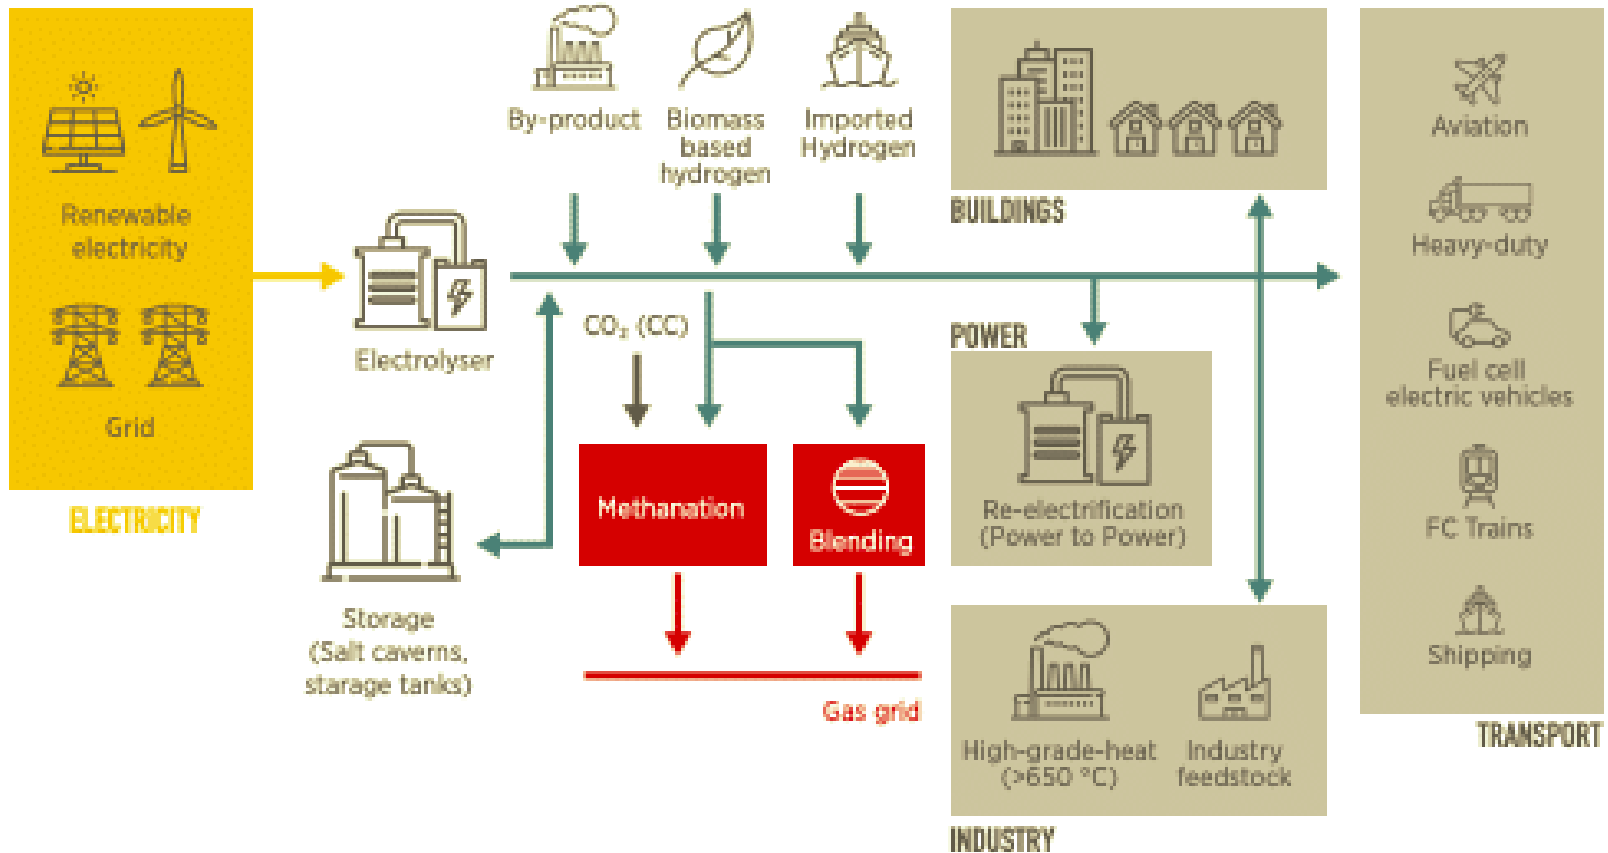 Renewable
electricity
Grid
ELECTRICITY
Electrolyser
Storage
(Salt caverns,
starage tanks)
By-product
Biomass
based
hydrogen
Imported
Hydrogen
CO₂ (CC)
Methanation
Blending
Gas grid
BUILDINGS
POWER
Re-electrification
(Power to Power)
High-grade-heat
(>650 °C)
Industry
feedstock
INDUSTRY
Aviation
Heavy-duty
Fuel cell
electric vehicles
FC Trains
Shipping
TRANSPORT